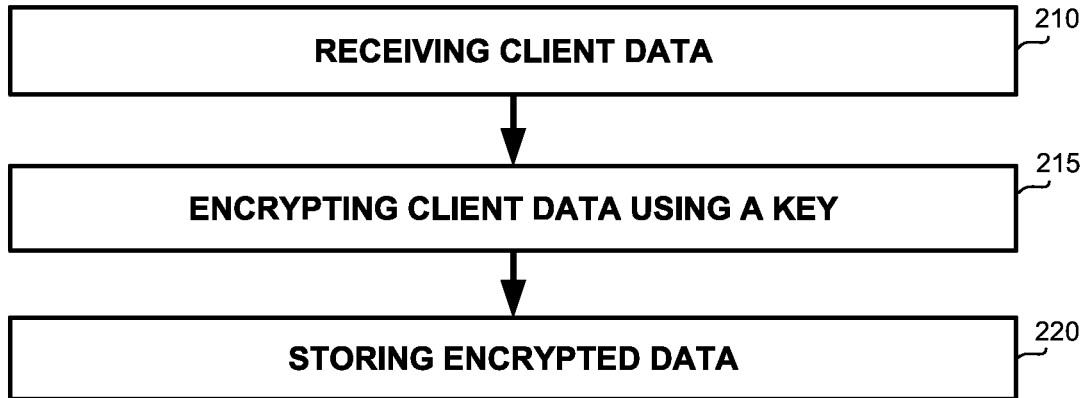 210
RECEIVING CLIENT DATA
215
ENCRYPTING CLIENT DATA USING A KEY
220
STORING ENCRYPTED DATA